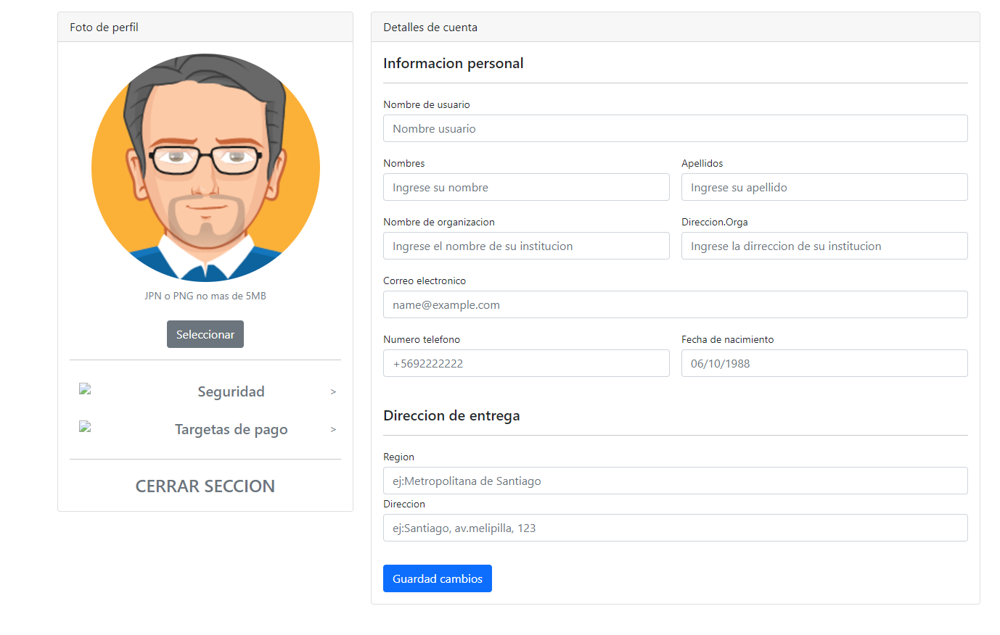 Foto de perfil
JPN o PNG no mas de 5MB
Seleccionar
Seguridad >
Targetas de pago >
CERRAR SECCION
Detalles de cuenta
Informacion personal
Nombre de usuario
Nombre usuario
Nombres Apellidos
Ingrese su nombre Ingrese su apellido
Nombre de organizacion Direccion.Orga
Ingrese el nombre de su institucion Ingrese la dirreccion de su institucion
Correo electronico
name@example.com
Numero telefono Fecha de nacimiento
+5692222222 06/10/1988
Direccion de entrega
Region
ej:Metropolitana de Santiago
Direccion
ej:Santiago, av.melipilla, 123
Guardad cambios